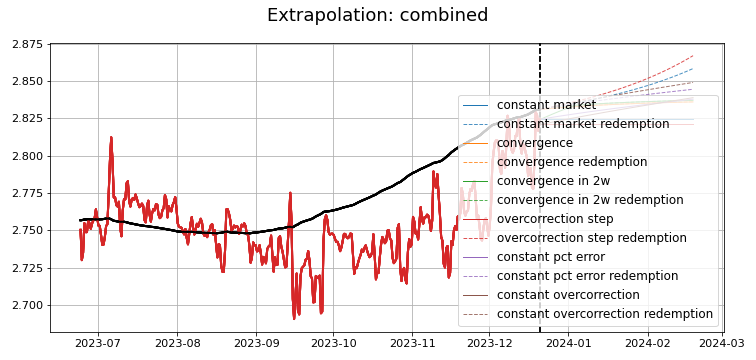 Extrapolation: combined
2.875
2.850
2.825
2.800
2.775
2.750
2.725
2.700
constant market
constant market redemption
convergence
convergence redemption
convergence in 2w
convergence in 2w redemption
overcorrection step
overcorrection step redemption
constant pct error
constant pct error redemption
constant overcorrection
constant overcorrection redemption
2023-07 2023-08 2023-09 2023-10 2023-11 2023-12 2024-01 2024-02 2024-03